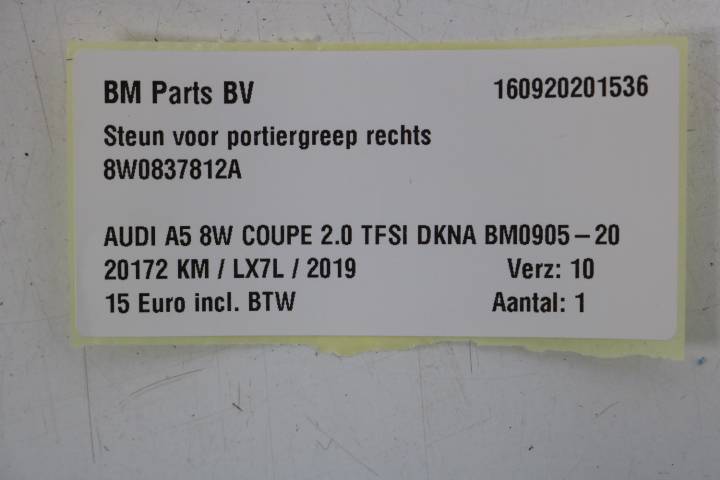 BM Parts BV 160920201536
Steun voor portiergreep rechts
8W0837812A
AUDI A5 8W COUPE 2.0 TFSI DKNA BM0905-20
20172 KM / LX7L / 2019 Verz: 10
15 Euro incl. BTW Aantal: 1